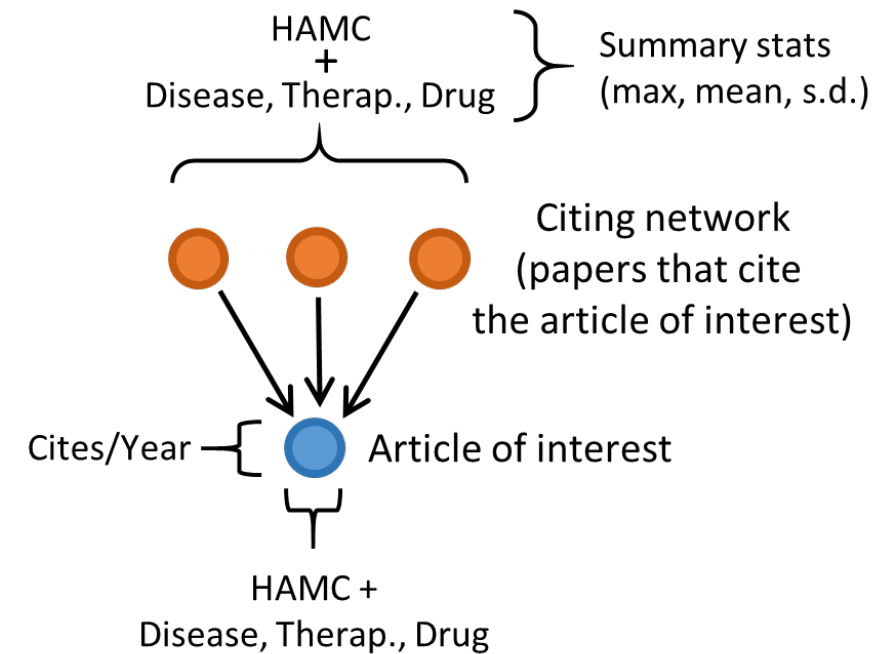 HAMC
+
Disease, Therap., Drug
Summary stats
(max, mean, s.d.)
Citing network
(papers that cite
the article of interest)
Cites/Year
Article of interest
HAMC +
Disease, Therap., Drug